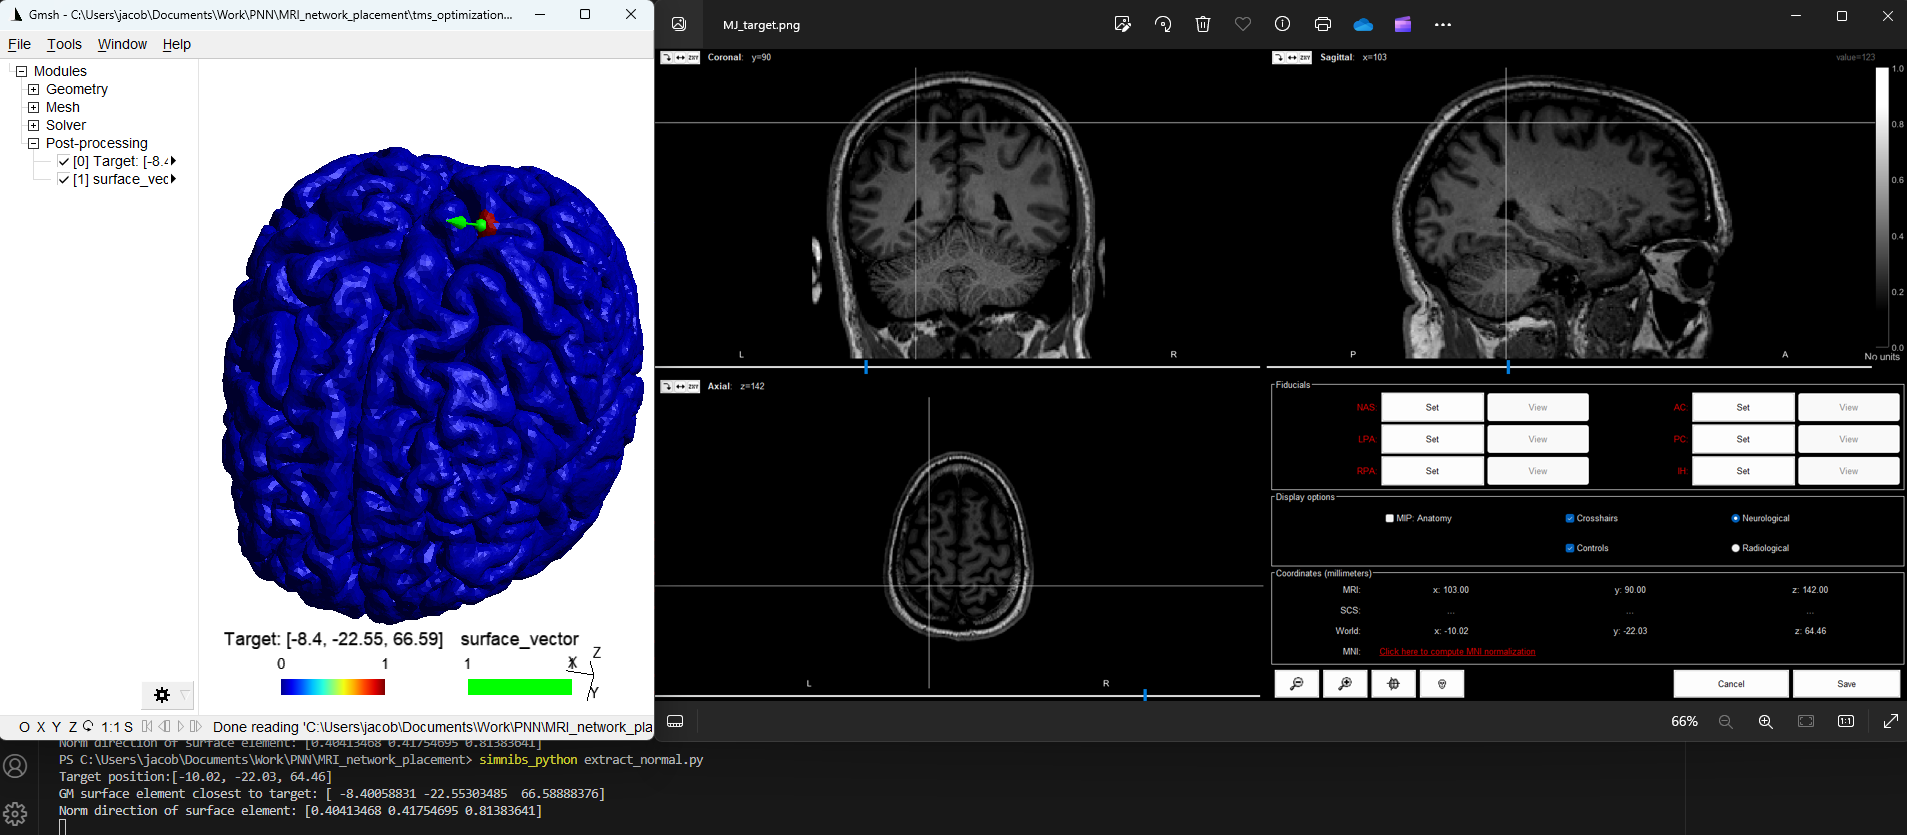 Gmsh - C:\Users\jacob\Documents\Work\PNN\MRI_network_placement\tms_optimization...
File Tools Window Help
Modules
Geometry
Mesh
Solver
Post-processing
[0] Target: [-8.4
[1] surface_vec
Target: [-8.4, -22.55, 66.59] surface_vector
0 1 1
Z
X
Y
O X Y Z 1:1 S Done reading 'C:\Users\jacob\Documents\Work\PNN\MRI_network_pla
MJ_target.png
ZXY Coronal: y=90
L R
ZXY Sagittal: x=103 value=123
1.0
0.8
0.6
0.4
0.2
0.0
No units
P A
ZXY Axial: z=142
L R
Fiducials
NAS: Set View AC: Set View
LPA: Set View PC: Set View
RPA: Set View IH: Set View
Display options
MIP: Anatomy Crosshairs Neurological
Controls Radiological
Coordinates (millimeters)
MRI: x: 103.00 y: 90.00 z: 142.00
SCS: ... ... ...
World: x: -10.02 y: -22.03 z: 64.46
MNI: Click here to compute MNI normalization
Cancel Save
66% 1:1
Norm direction of surface element: [0.40413468 0.41754695 0.81383641]
PS C:\Users\jacob\Documents\Work\PNN\MRI_network_placement> simnibs_python extract_normal.py
Target position:[-10.02, -22.03, 64.46]
GM surface element closest to target: [ -8.40058831 -22.55303485  66.58888376]
Norm direction of surface element: [0.40413468 0.41754695 0.81383641]